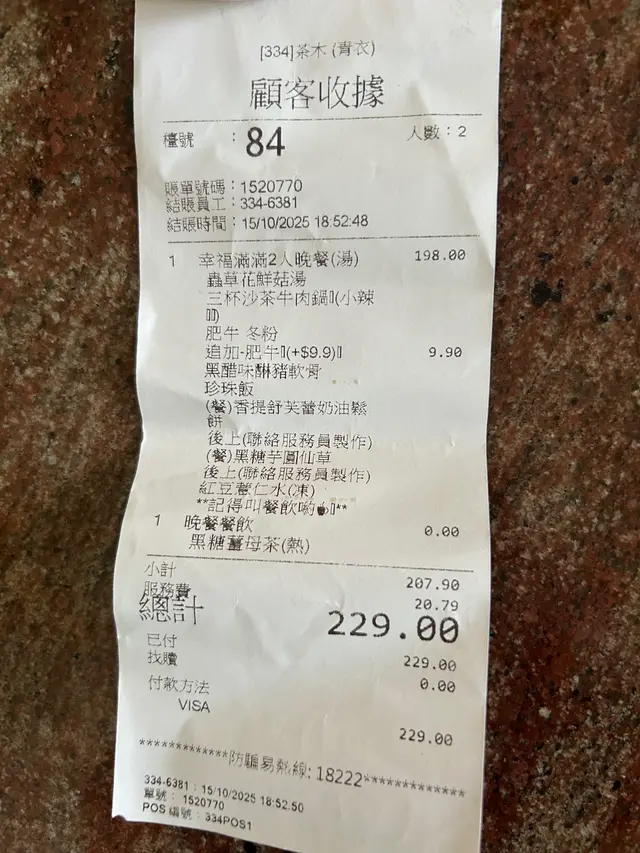 [334]茶木 (青衣)
顧客收據
檯號 : 84 人數：2
賬單號碼：1520770
結賬員工：334-6381
結賬時間：15/10/2025 18:52:48
1 幸福滿滿2人晚餐(湯) 198.00
蟲草花鮮菇湯
三杯沙茶牛肉鍋(小辣
)
肥牛 冬粉
追加-肥牛(+$9.9) 9.90
黑醋味酥豬軟骨
珍珠飯
(餐)香提舒芙蕾奶油鬆
餅
後上(聯絡服務員製作)
(餐)黑糖芋圓仙草
後上(聯絡服務員製作)
紅豆薏仁水(凍)
**記得叫餐飲喲**
1 晚餐餐飲 0.00
黑糖薑母茶(熱)
小計 207.90
服務費 20.79
總計 229.00
已付 229.00
找贖 0.00
付款方法
VISA 229.00
*************防騙易熱線:18222**************
334-6381 : 15/10/2025 18:52:50
單號： 1520770
POS 編號：334POS1